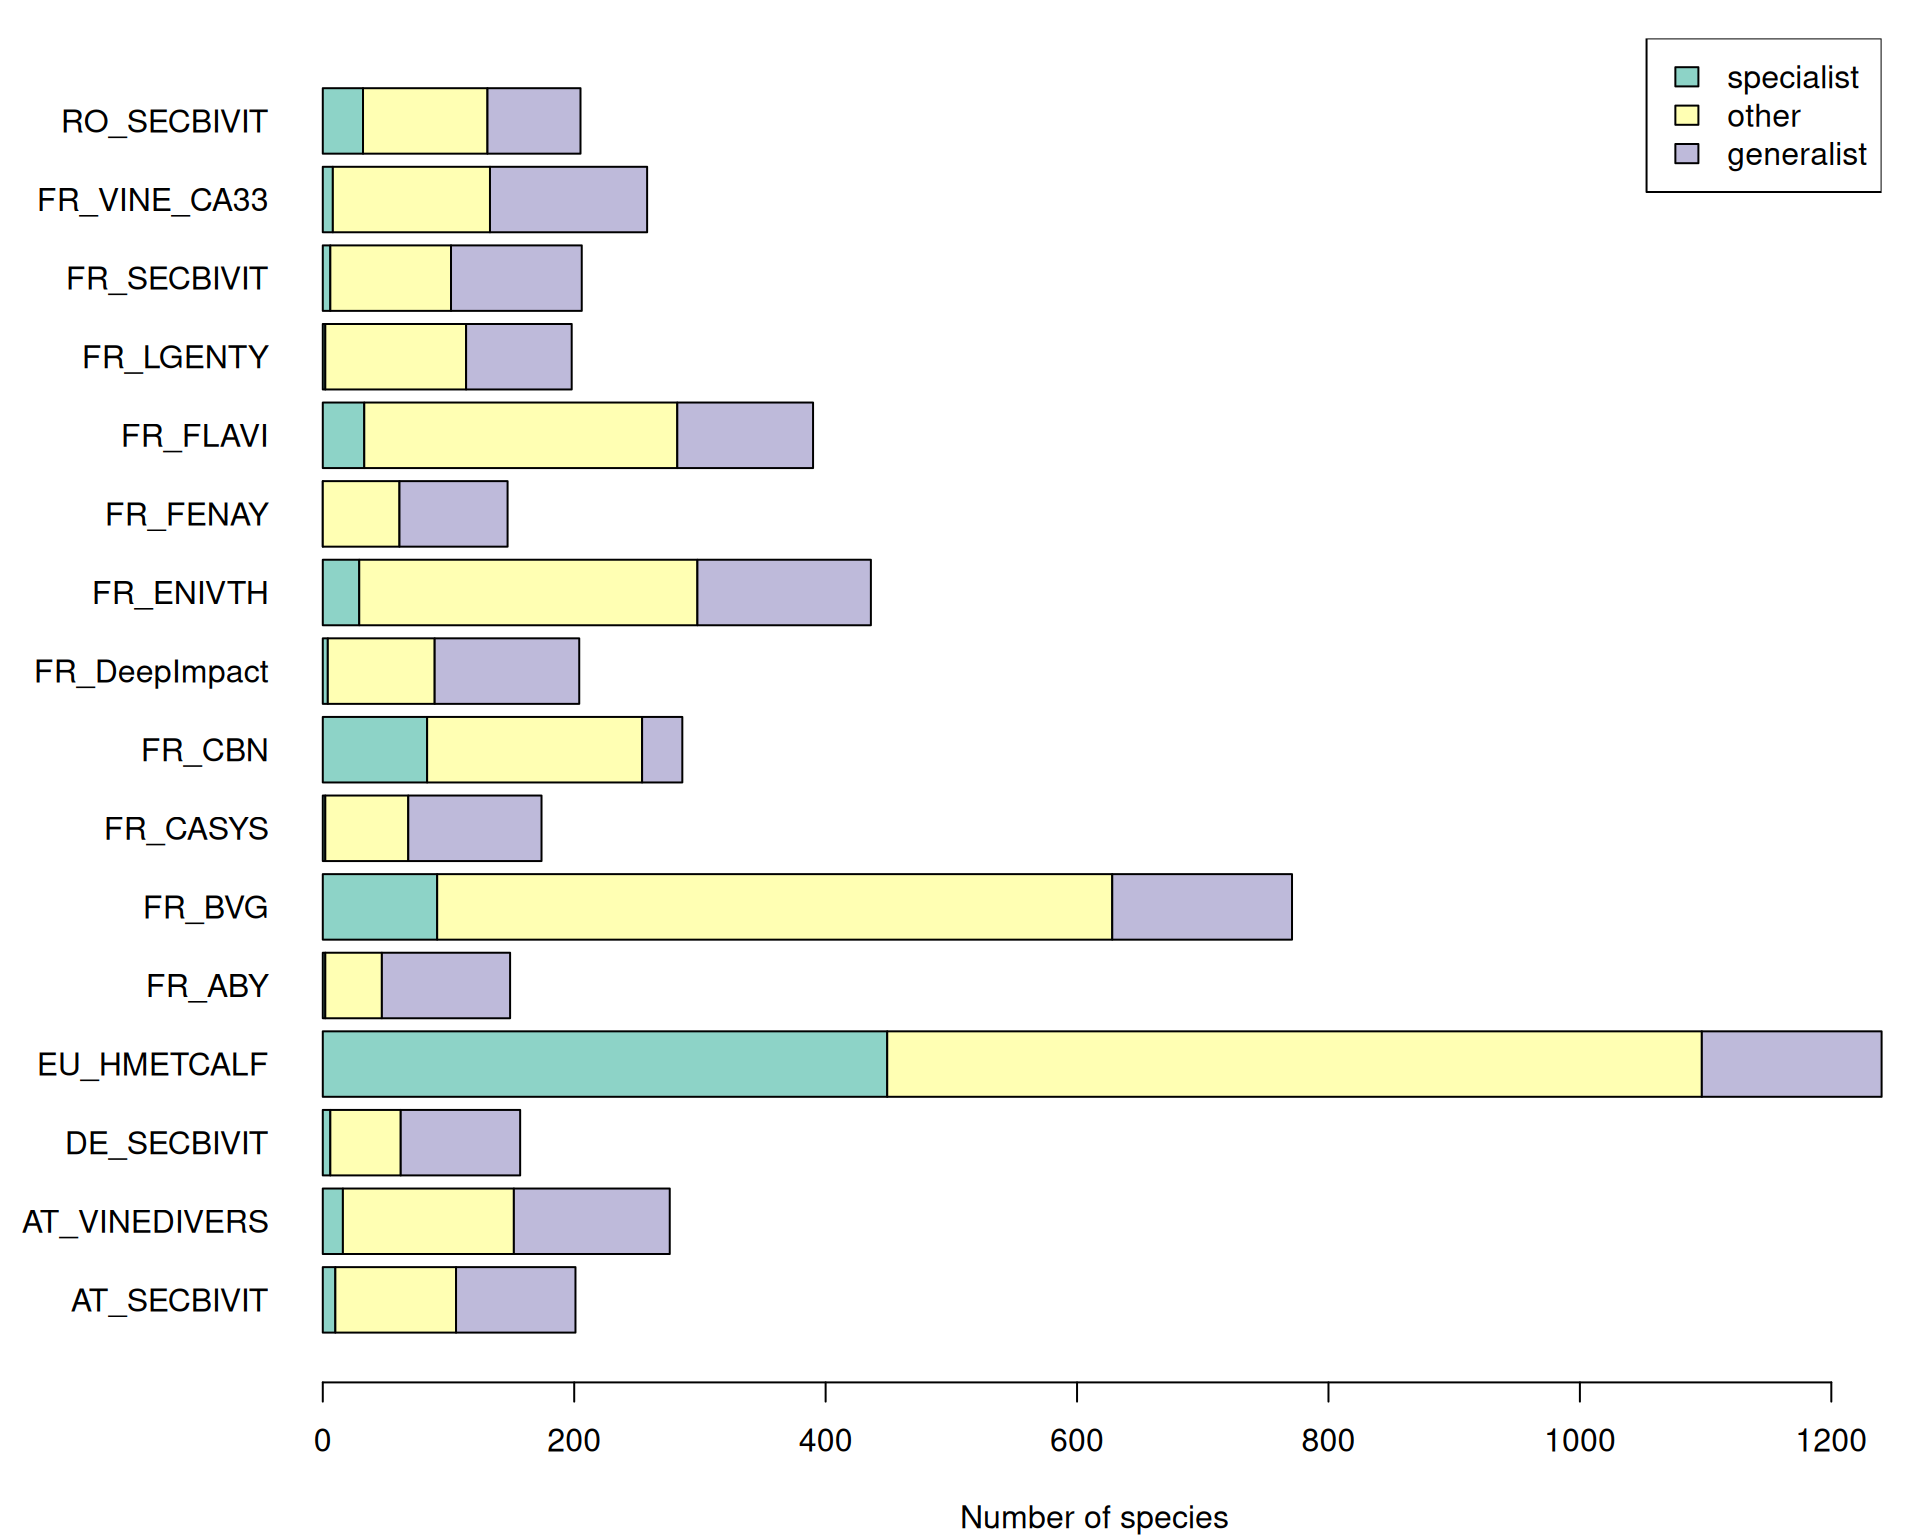 specialist
other
generalist
RO_SECBIVIT
FR_VINE_CA33
FR_SECBIVIT
FR_LGENTY
FR_FLAVI
FR_FENAY
FR_ENIVTH
FR_DeepImpact
FR_CBN
FR_CASYS
FR_BVG
FR_ABY
EU_HMETCALF
DE_SECBIVIT
AT_VINEDIVERS
AT_SECBIVIT
0 200 400 600 800 1000 1200
Number of species